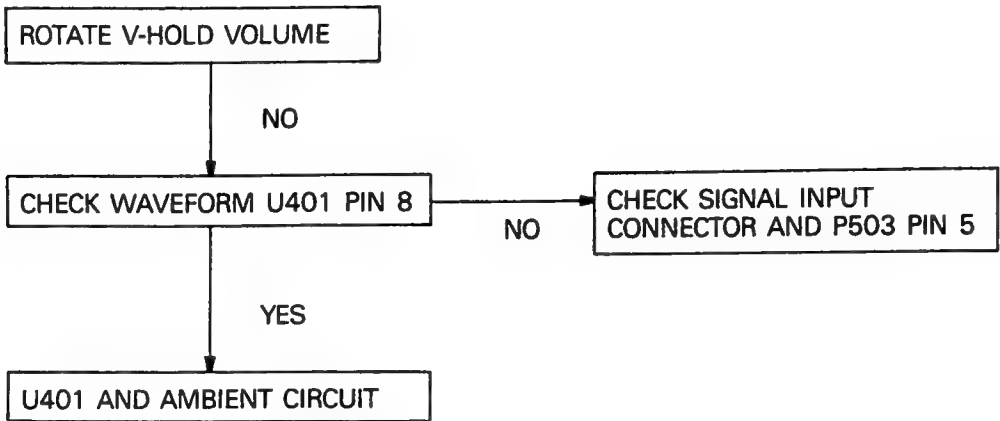 ROTATE V-HOLD VOLUME
NO
CHECK WAVEFORM U401 PIN 8
NO
CHECK SIGNAL INPUT
CONNECTOR AND P503 PIN 5
YES
U401 AND AMBIENT CIRCUIT